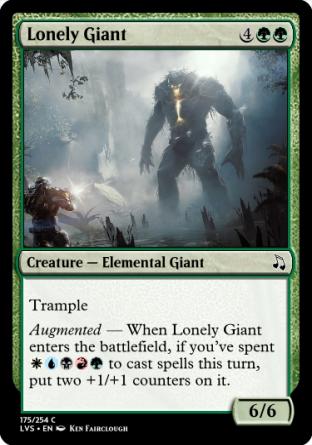 Lonely Giant 4
Creature — Elemental Giant
Trample
Augmented — When Lonely Giant
enters the battlefield, if you've spent
to cast spells this turn,
put two +1/+1 counters on it.
6/6
175/254 C
LVS • EN Ken Fairclough